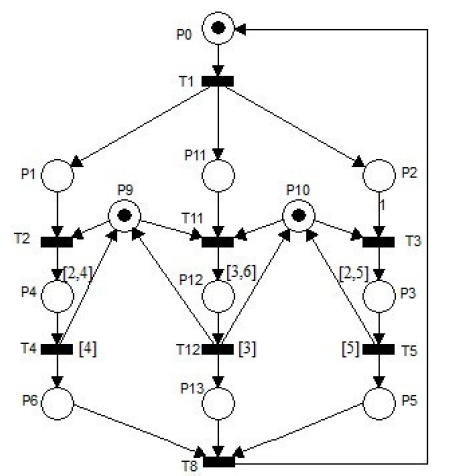 P0
T1
P1 P11 P2
P9 P10
1
T2 T11 T3
P4 [2,4] P12 [3,6] [2,5] P3
T4 [4] T12 [3] [5] T5
P6 P13 P5
T8